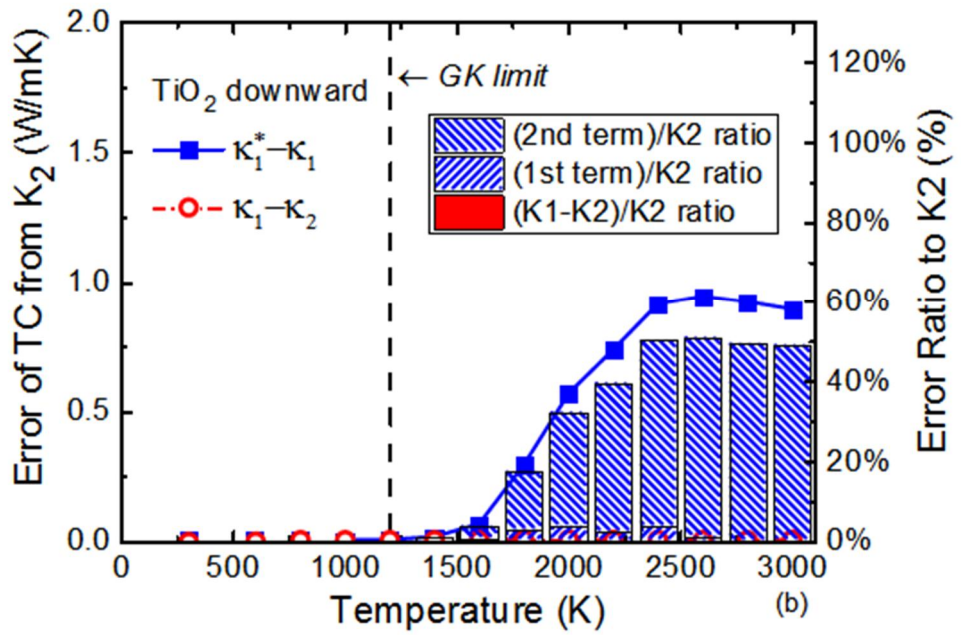 Error of TC from K₂ (W/mK)
2.0
1.5
1.0
0.5
0.0
TiO₂ downward
κ₁*−κ₁
κ₁−κ₂
← GK limit
(2nd term)/K2 ratio
(1st term)/K2 ratio
(K1-K2)/K2 ratio
120%
100%
80%
60%
40%
20%
0%
Error Ratio to K2 (%)
0 500 1000 1500 2000 2500 3000
Temperature (K)
(b)